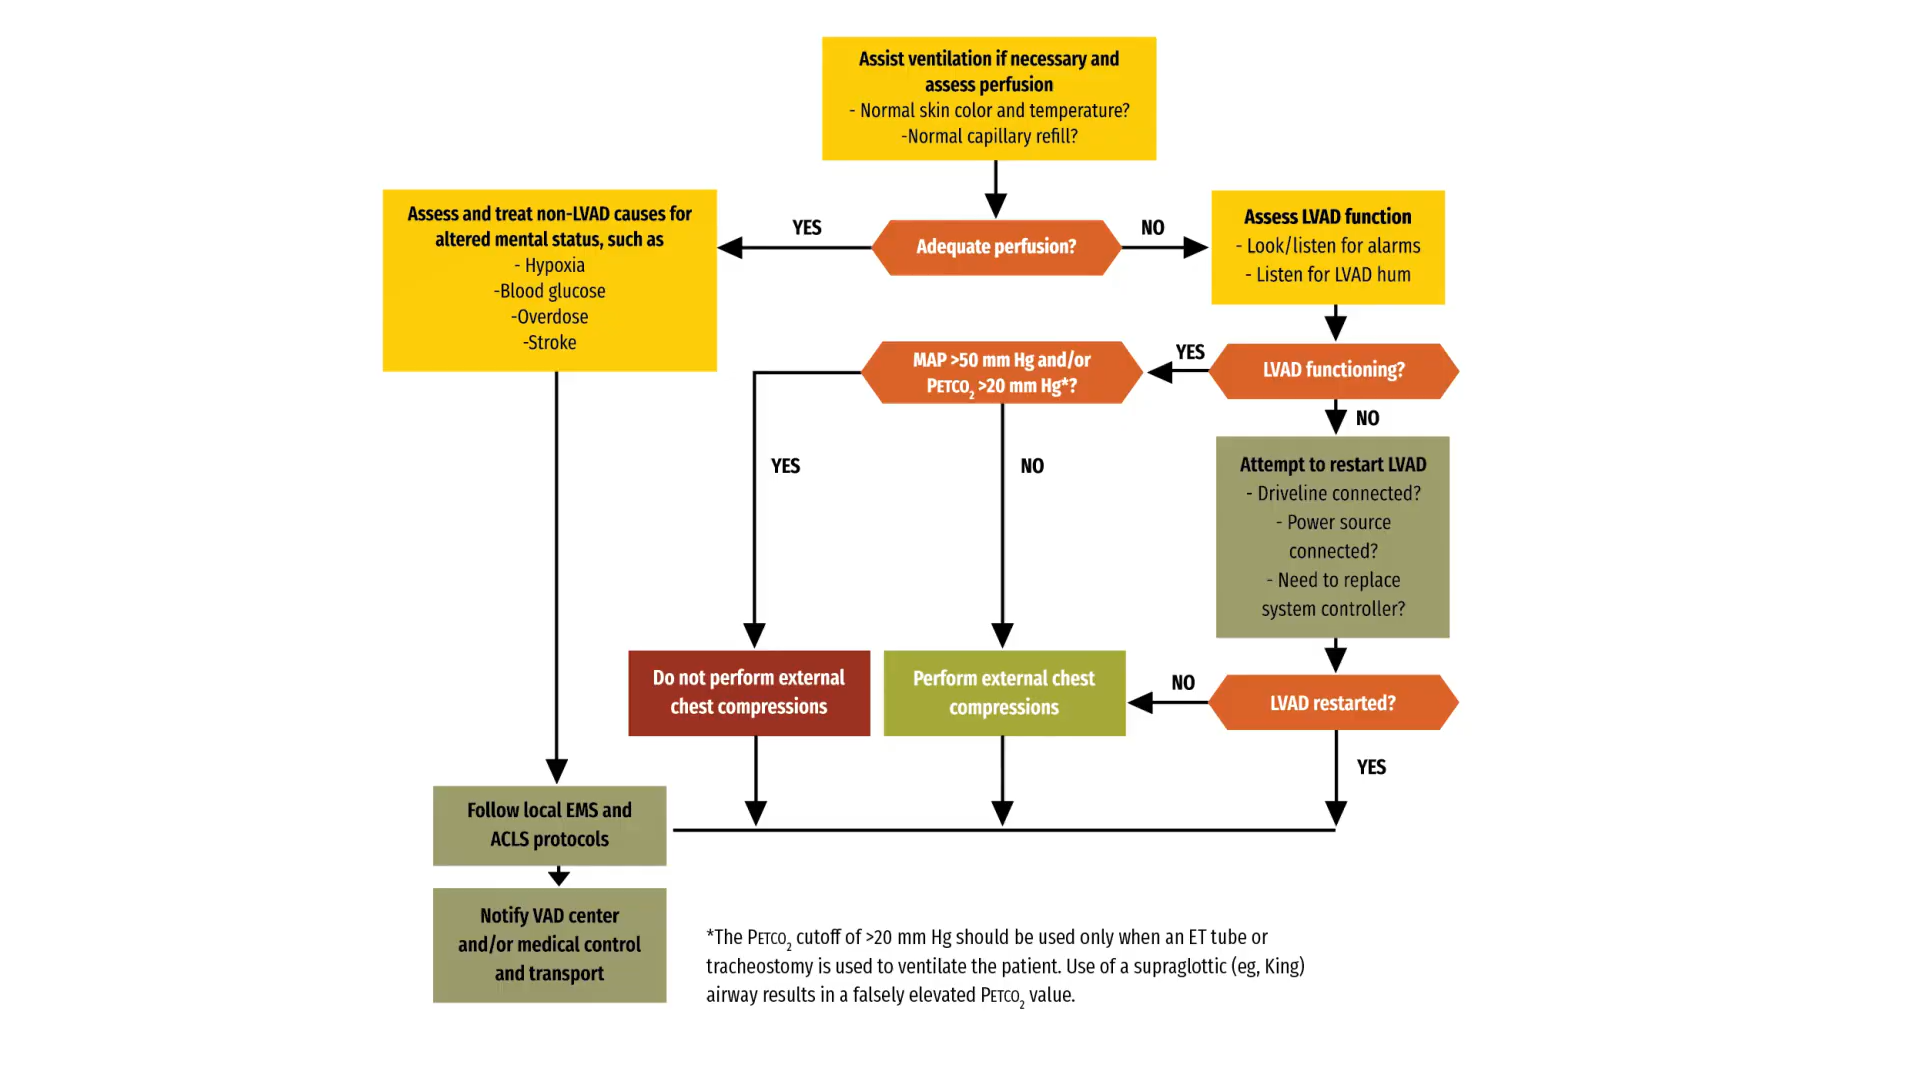 Assist ventilation if necessary and
assess perfusion
- Normal skin color and temperature?
-Normal capillary refill?
Adequate perfusion?
YES
NO
Assess and treat non-LVAD causes for
altered mental status, such as
- Hypoxia
-Blood glucose
-Overdose
-Stroke
Assess LVAD function
- Look/listen for alarms
- Listen for LVAD hum
LVAD functioning?
YES
NO
MAP >50 mm Hg and/or
PETCO2 >20 mm Hg*?
YES
NO
Attempt to restart LVAD
- Driveline connected?
- Power source
connected?
- Need to replace
system controller?
Do not perform external
chest compressions
Perform external chest
compressions
NO
LVAD restarted?
YES
Follow local EMS and
ACLS protocols
Notify VAD center
and/or medical control
and transport
*The PETCO2 cutoff of >20 mm Hg should be used only when an ET tube or
tracheostomy is used to ventilate the patient. Use of a supraglottic (eg, King)
airway results in a falsely elevated PETCO2 value.